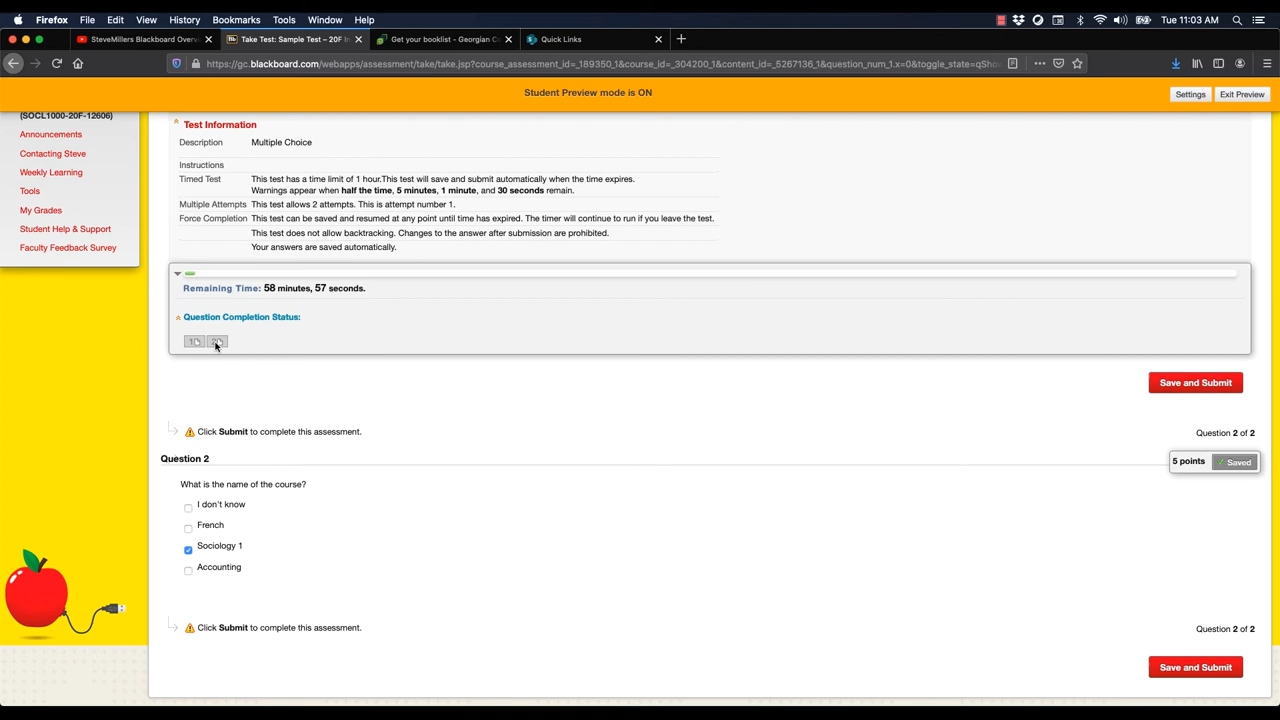 Firefox File Edit View History Bookmarks Tools Window Help Tue 11:03 AM
SteveMillers Blackboard Overv Take Test: Sample Test – 20F In Get your booklist – Georgian C Quick Links
https://gc.blackboard.com/webapps/assessment/take/take.jsp?course_assessment_id=_189350_1&course_id=_304200_1&content_id=_5267136_1&question_num_1.x=0&toggle_state=qSho
Student Preview mode is ON
Settings Exit Preview
(SOCL1000-20F-12606)
Announcements
Contacting Steve
Weekly Learning
Tools
My Grades
Student Help & Support
Faculty Feedback Survey
Test Information
Description Multiple Choice
Instructions
Timed Test This test has a time limit of 1 hour.This test will save and submit automatically when the time expires.
Warnings appear when half the time, 5 minutes, 1 minute, and 30 seconds remain.
Multiple Attempts This test allows 2 attempts. This is attempt number 1.
Force Completion This test can be saved and resumed at any point until time has expired. The timer will continue to run if you leave the test.
This test does not allow backtracking. Changes to the answer after submission are prohibited.
Your answers are saved automatically.
Remaining Time: 58 minutes, 57 seconds.
Question Completion Status:
1 2
Save and Submit
Click Submit to complete this assessment. Question 2 of 2
Question 2
5 points Saved
What is the name of the course?
I don't know
French
Sociology 1
Accounting
Click Submit to complete this assessment. Question 2 of 2
Save and Submit